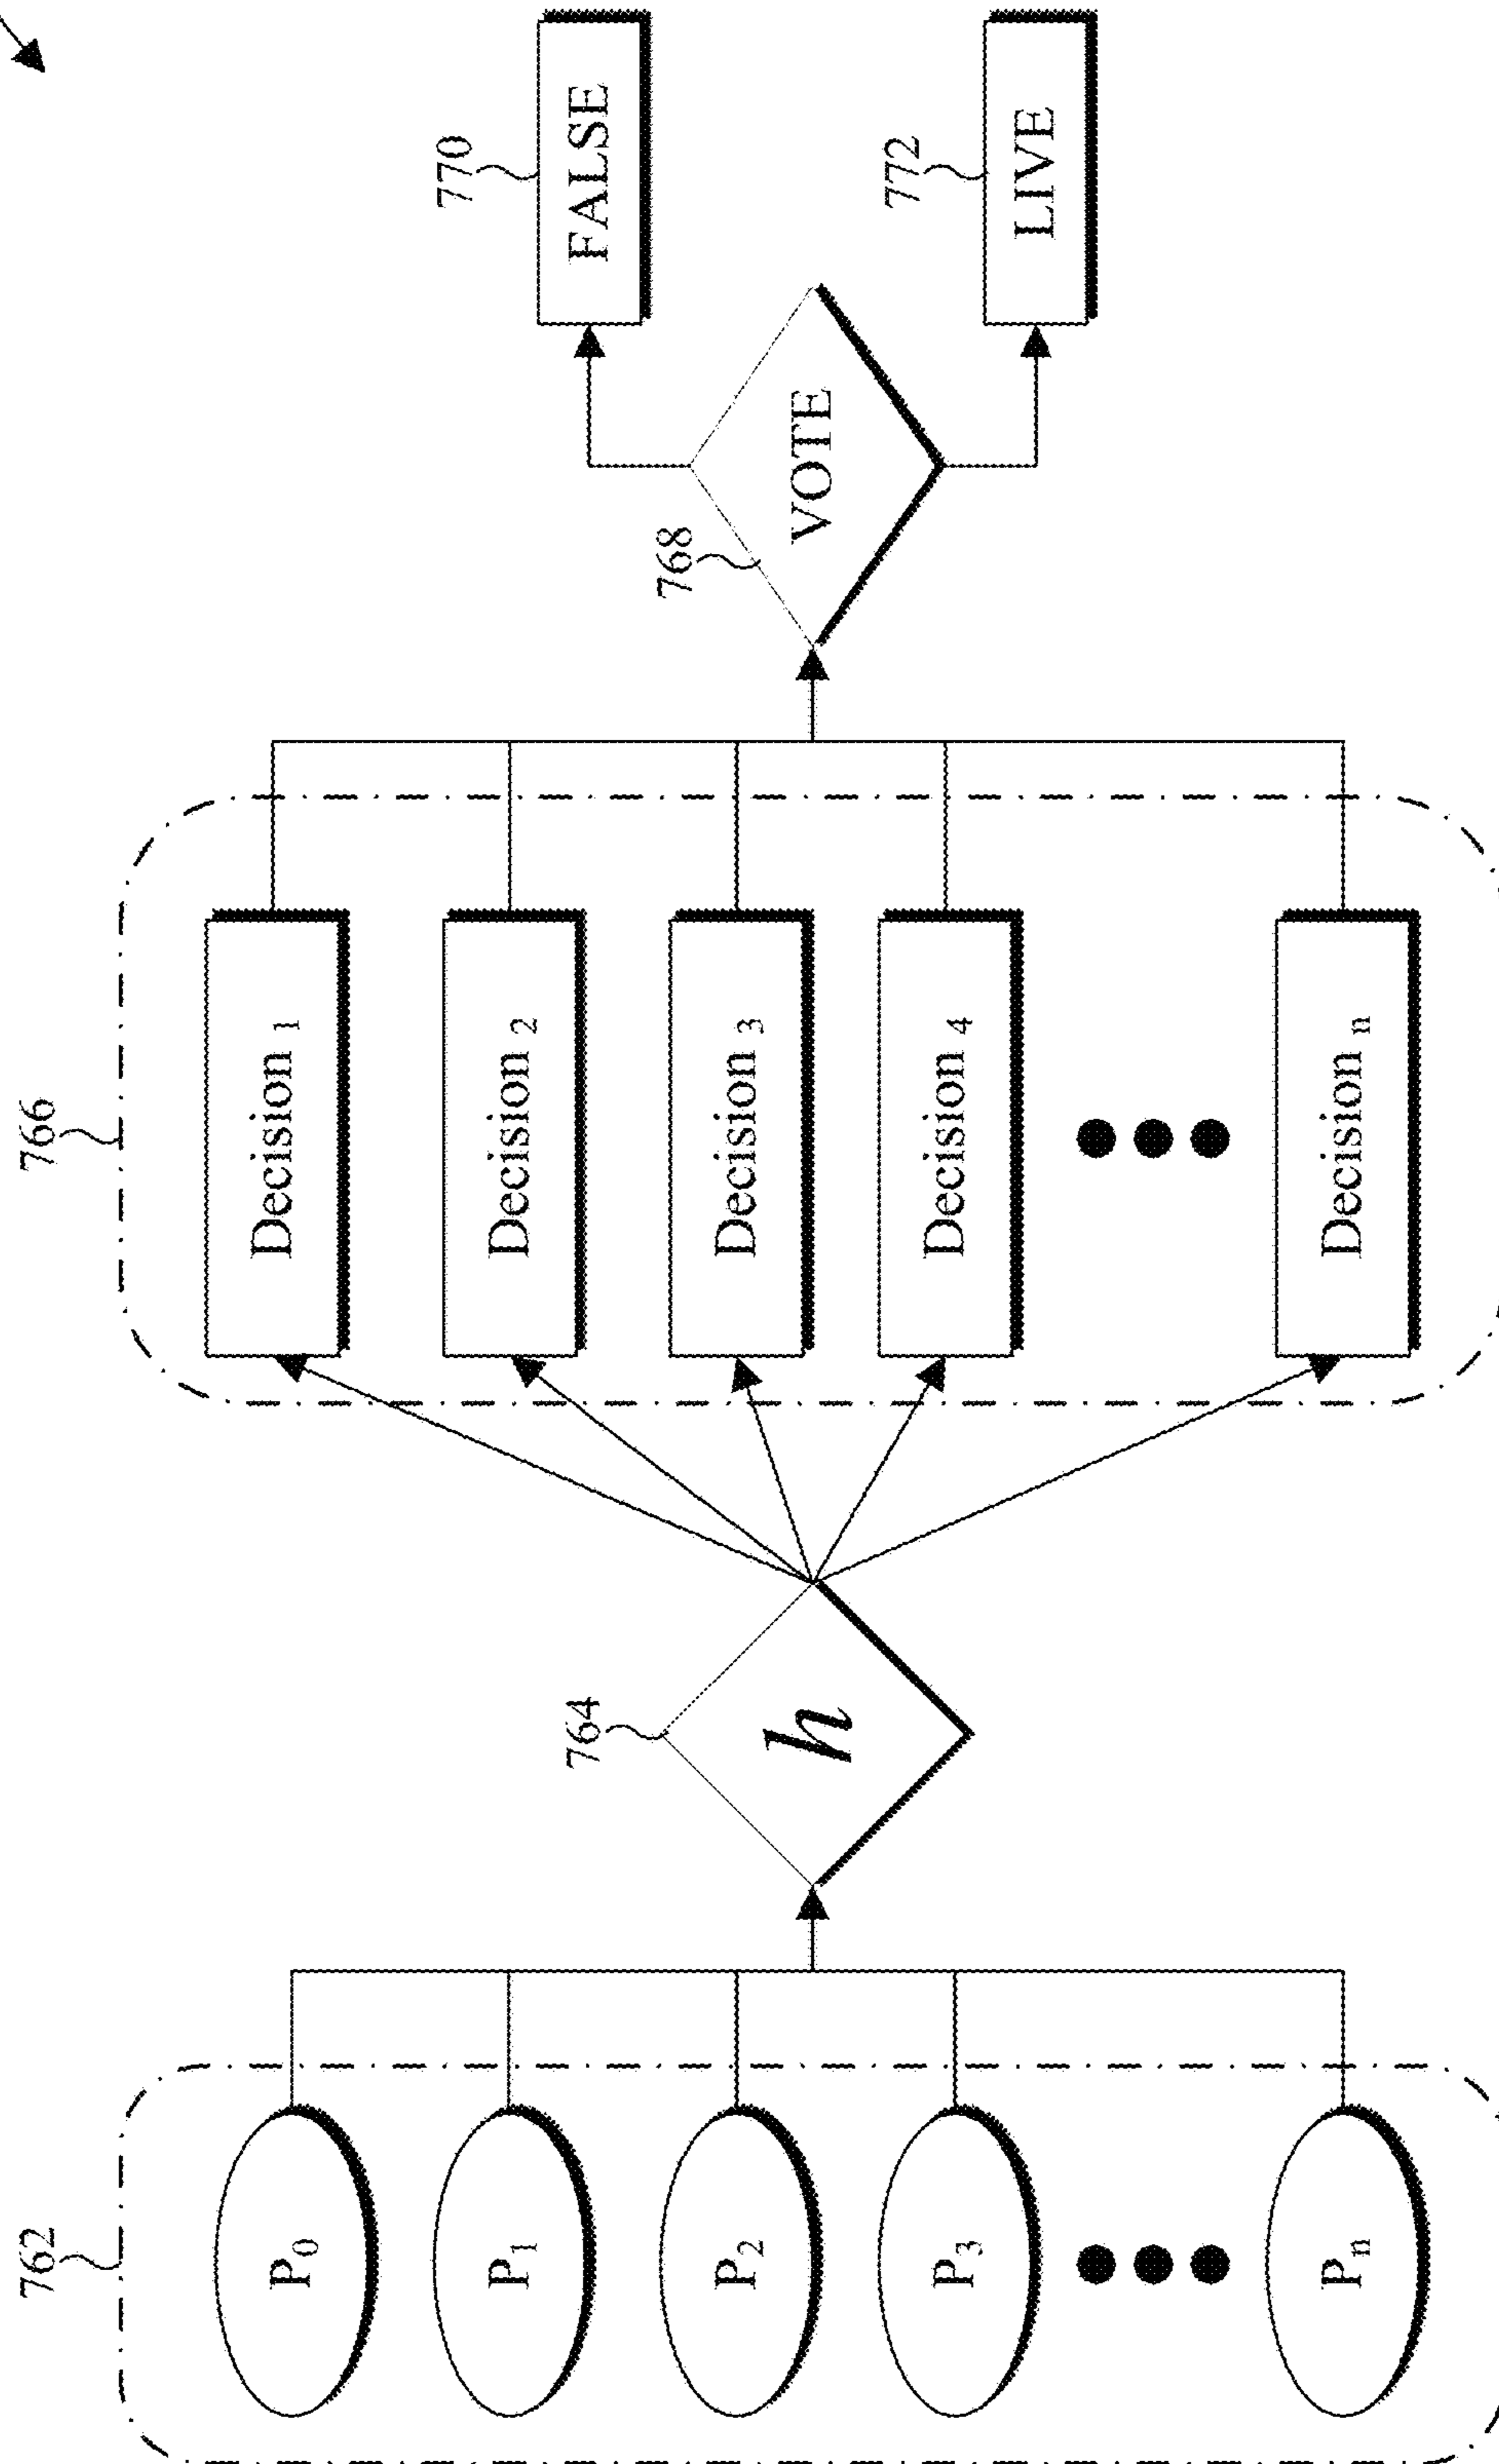 762
P0
P1
P2
P3
Pn
764
h
766
Decision 1
Decision 2
Decision 3
Decision 4
Decision n
768
VOTE
770
FALSE
772
LIVE